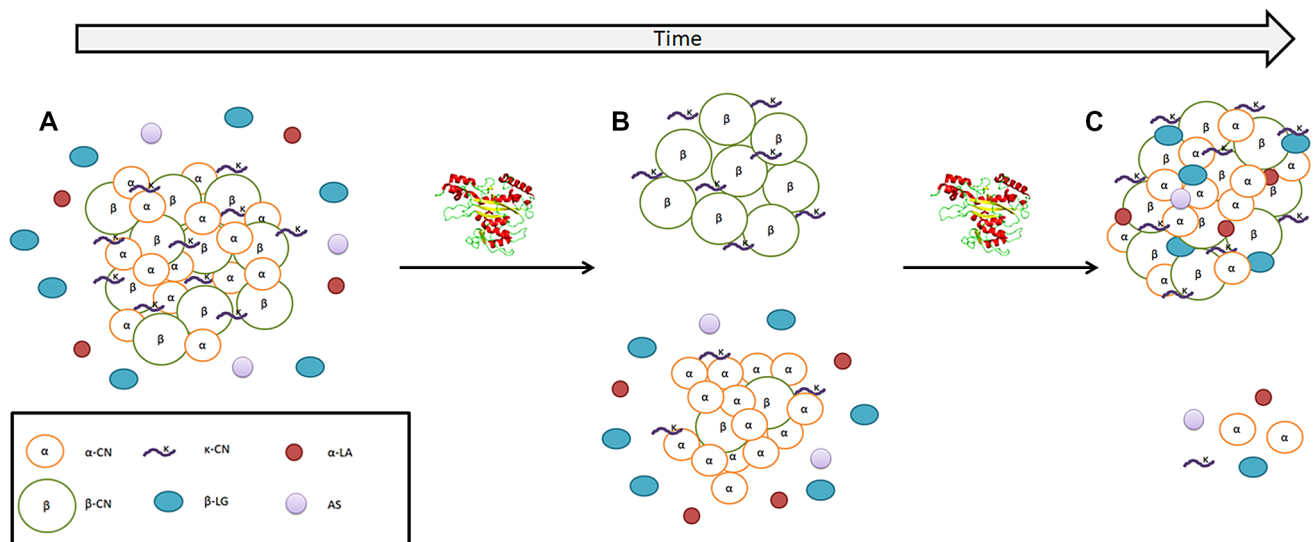 Time
A
κ
α
α κ
β β
α β κ
α α
κ
α κ κ
β β β
α α α
κ κ α α
β α
κ β
β κ
α
β α
B
κ κ
β
β β κ
β
κ κ β
β
β κ
β
κ
κ
α α α α
κ
α α β α
β α α
κ
α α α α
α
C
κ κ
β α κ
β α κ β
α
κ β α
α α β
β α
α β β
κ
α κ
β β α
α
κ
α α
κ
α α-CN κ κ-CN α-LA
β β-CN β-LG AS